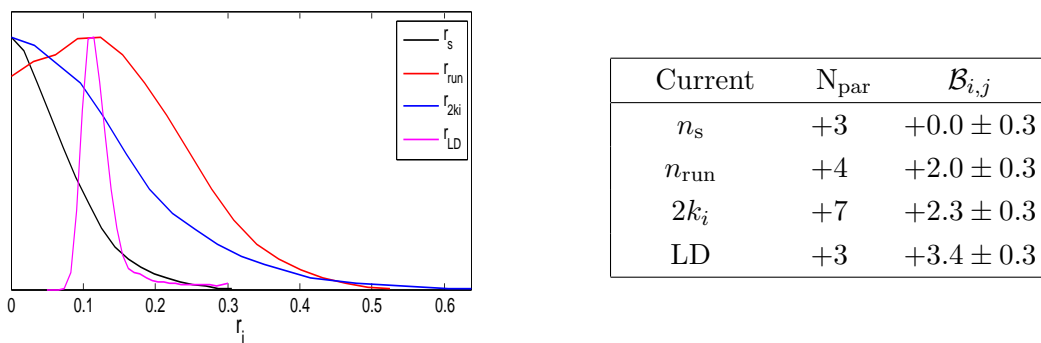 r_s
r_run
r_2ki
r_LD
0 0.1 0.2 0.3 0.4 0.5 0.6
r_i
Current N_par 𝓑_{i,j}
n_s +3 +0.0 ± 0.3
n_run +4 +2.0 ± 0.3
2k_i +7 +2.3 ± 0.3
LD +3 +3.4 ± 0.3